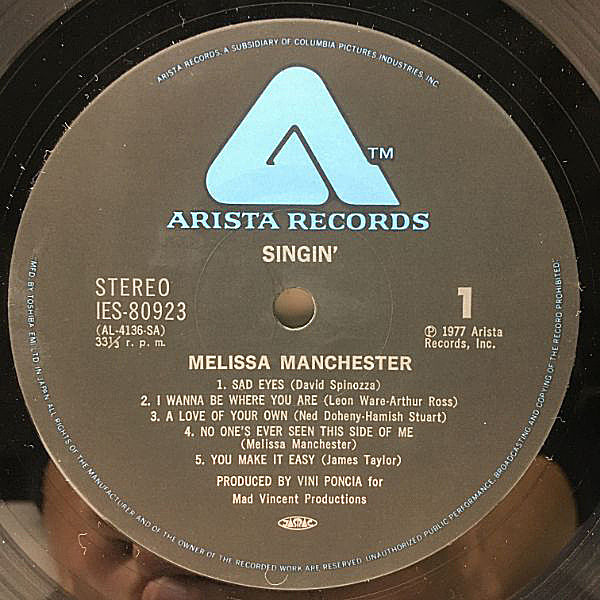 ARISTA RECORDS, A SUBSIDIARY OF COLUMBIA PICTURES INDUSTRIES, INC.
TM
ARISTA RECORDS
SINGIN'
STEREO
IES-80923
(AL-4136-SA)
33⅓ r. p. m.
1
Ⓟ 1977 Arista
Records, Inc.
MELISSA MANCHESTER
1. SAD EYES (David Spinozza)
2. I WANNA BE WHERE YOU ARE (Leon Ware-Arthur Ross)
3. A LOVE OF YOUR OWN (Ned Doheny-Hamish Stuart)
4. NO ONE'S EVER SEEN THIS SIDE OF ME
(Melissa Manchester)
5. YOU MAKE IT EASY (James Taylor)
PRODUCED BY VINI PONCIA for
Mad Vincent Productions
JASRAC
MFD. BY TOSHIBA EMI LTD. IN JAPAN ALL RIGHTS OF THE MANUFACTURER AND OF THE OWNER OF THE RECORDED WORK ARE RESERVED. UNAUTHORIZED PUBLIC PERFORMANCE, BROADCASTING AND COPYING OF THE RECORD PROHIBITED